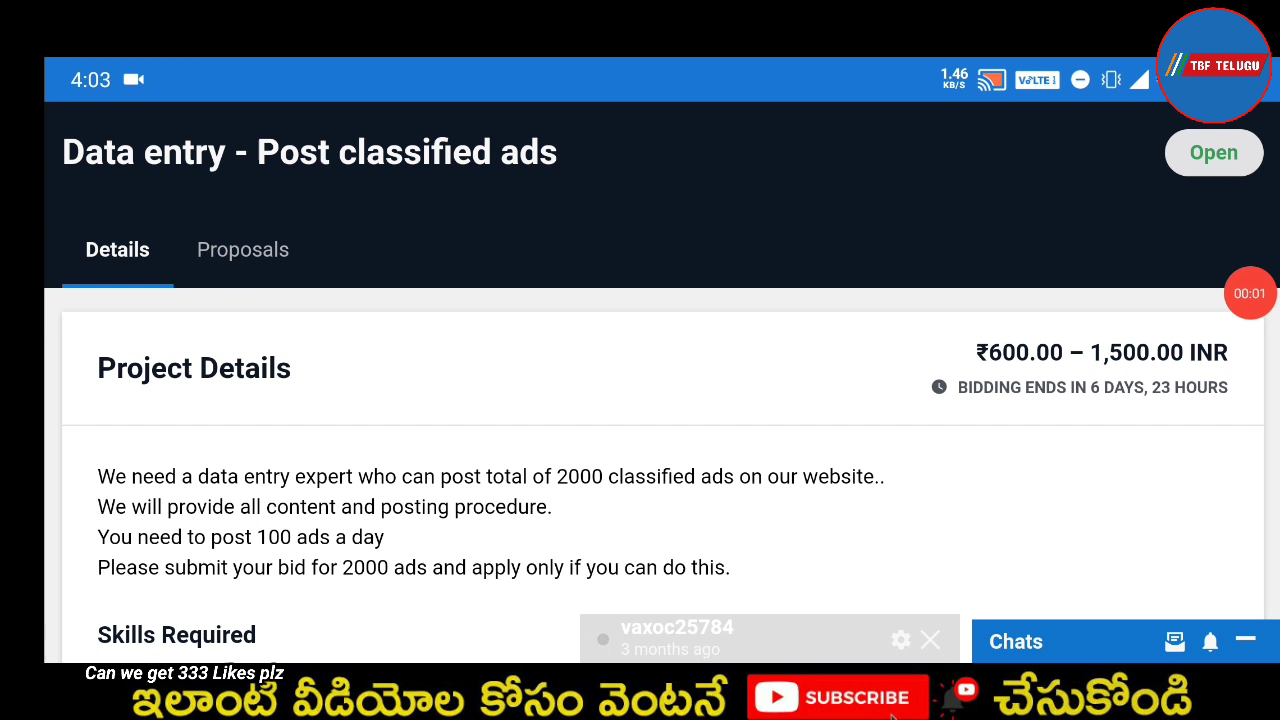 TBF TELUGU
4:03
1.46
KB/S
VoLTE
Data entry - Post classified ads
Open
Details
Proposals
00:01
Project Details
₹600.00 – 1,500.00 INR
BIDDING ENDS IN 6 DAYS, 23 HOURS
We need a data entry expert who can post total of 2000 classified ads on our website..
We will provide all content and posting procedure.
You need to post 100 ads a day
Please submit your bid for 2000 ads and apply only if you can do this.
Skills Required
vaxoc25784
3 months ago
Chats
Can we get 333 Likes plz
ఇలాంటి వీడియోల కోసం వెంటనే SUBSCRIBE చేసుకోండి